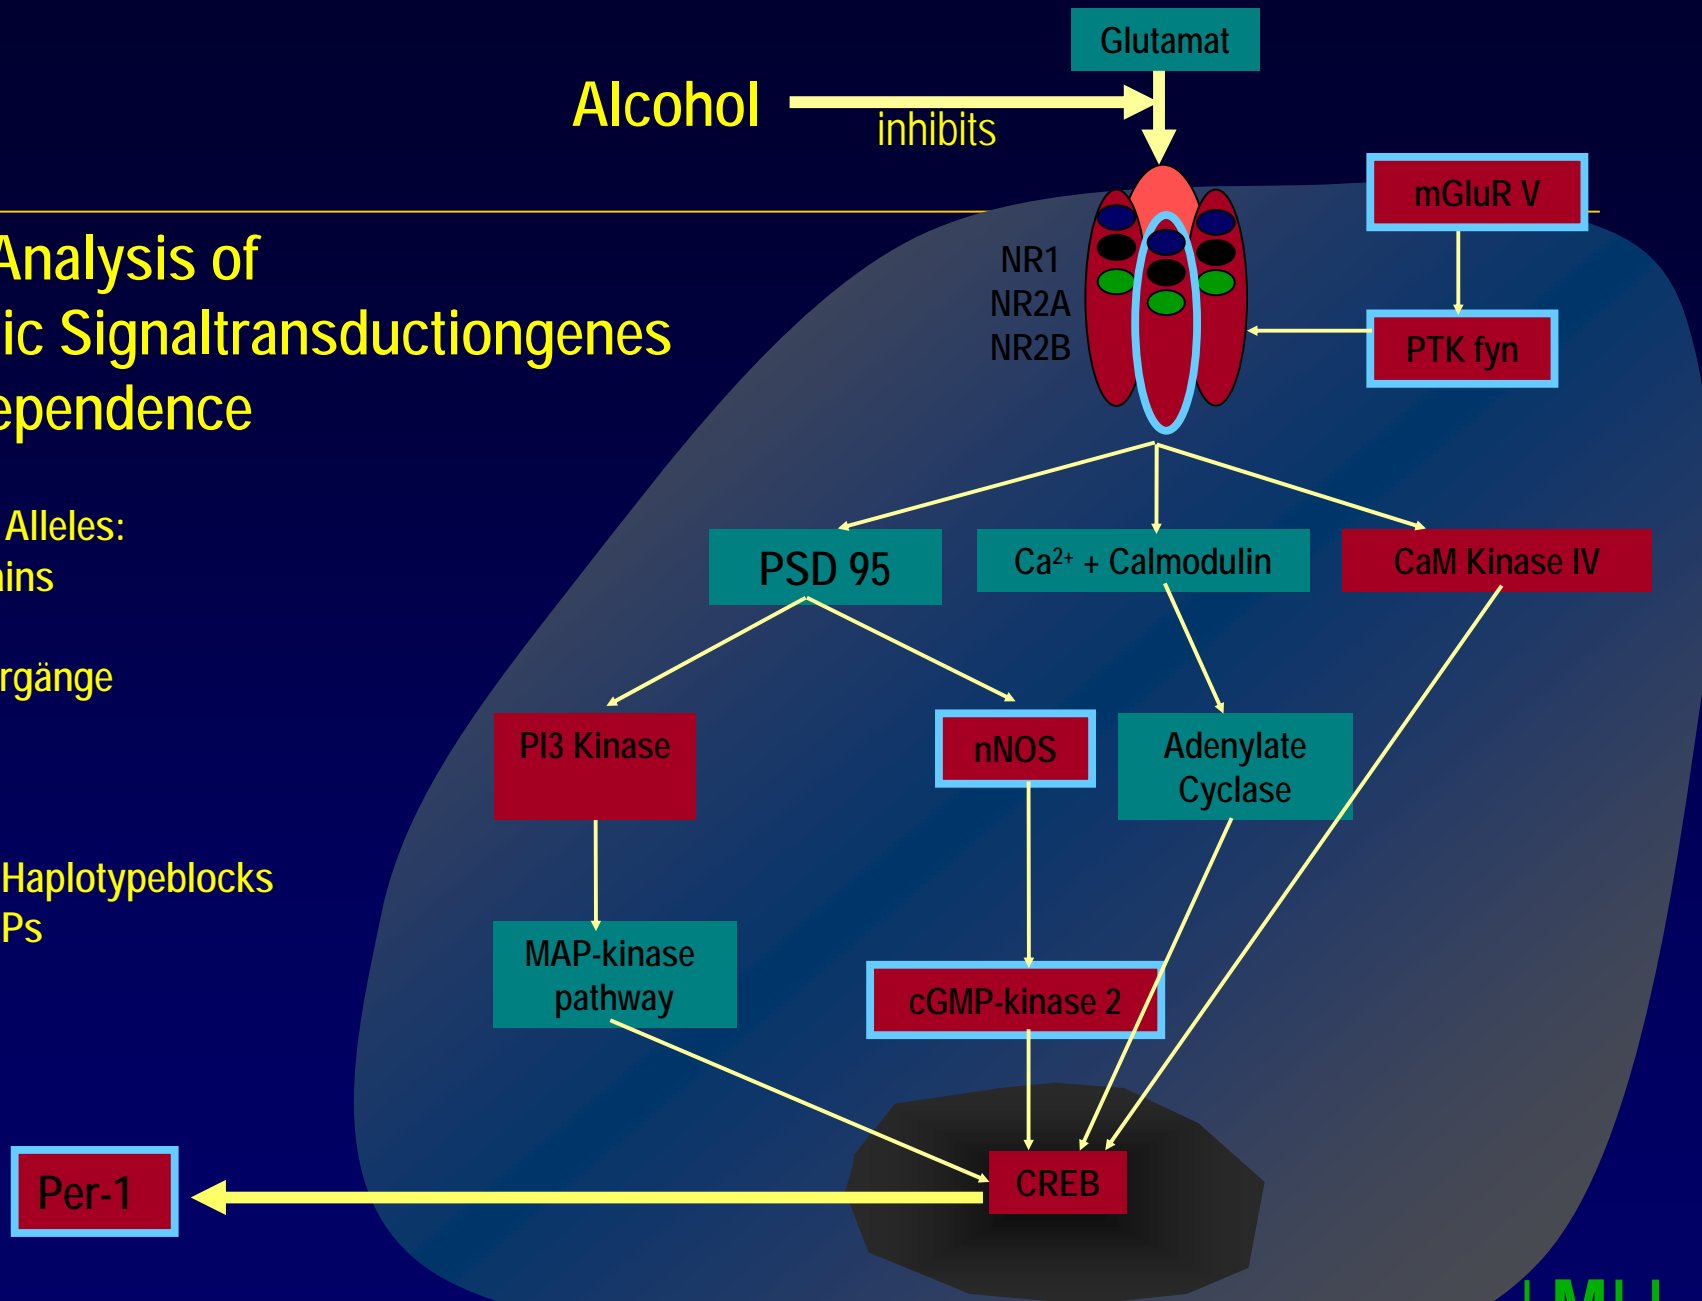 Glutamat
Alcohol
inhibits
mGluR V
Analysis of
ic Signaltransductiongenes
ependence
NR1
NR2A
NR2B
PTK fyn
Alleles:
ains
PSD 95
Ca²⁺ + Calmodulin
CaM Kinase IV
rgänge
PI3 Kinase
nNOS
Adenylate
Cyclase
Haplotypeblocks
Ps
MAP-kinase
pathway
cGMP-kinase 2
Per-1
CREB